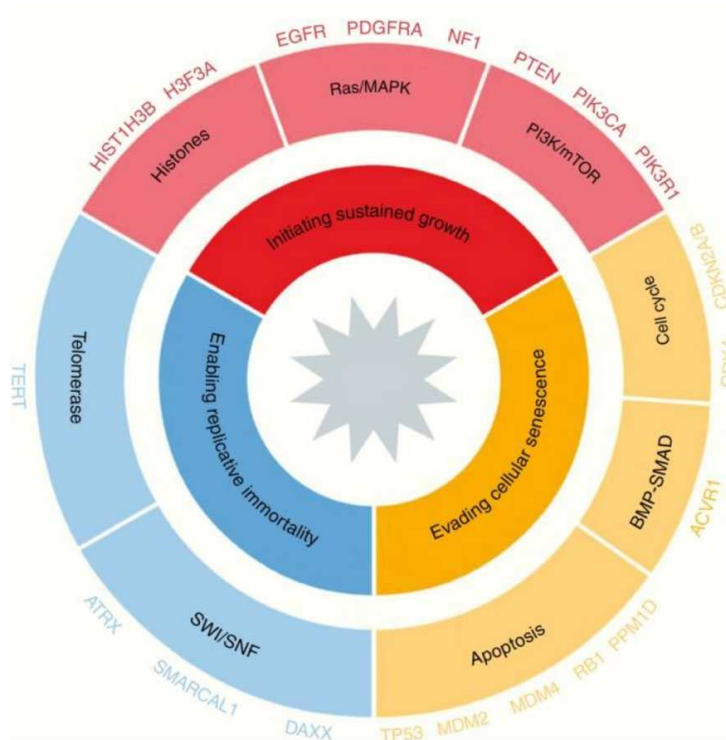 EGFR
PDGFRA
NF1
PTEN
PIK3CA
PIK3R1
HIST1H3B
H3F3A
Histones
Ras/MAPK
PI3K/mTOR
Initiating sustained growth
Enabling replicative immortality
Evading cellular senescence
CDKN2A/B
Cell cycle
BMP-SMAD
ACVR1
Apoptosis
PPM1D
RB1
MDM4
MDM2
TP53
SWI/SNF
DAXX
SMARCAL1
ATRX
Telomerase
TERT